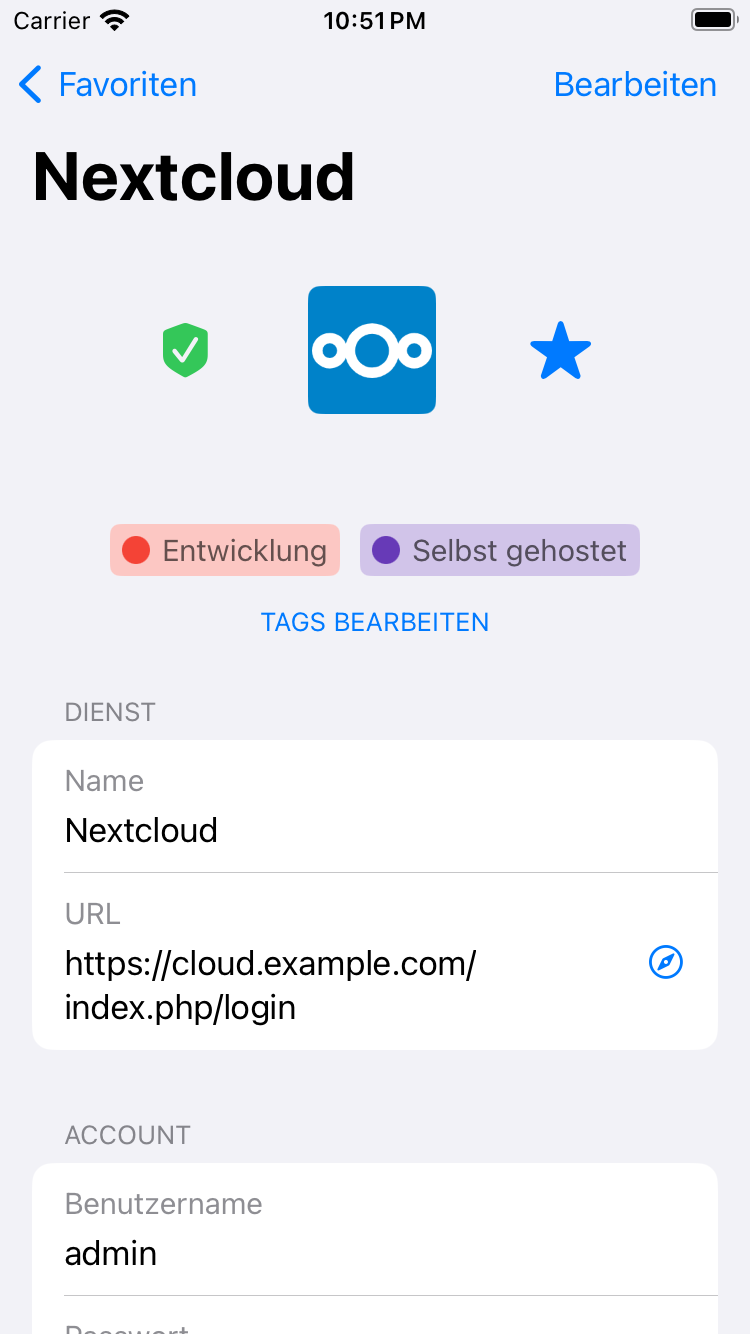 Carrier 10:51 PM
Favoriten Bearbeiten
Nextcloud
Entwicklung Selbst gehostet
TAGS BEARBEITEN
DIENST
Name
Nextcloud
URL
https://cloud.example.com/
index.php/login
ACCOUNT
Benutzername
admin
Passwort